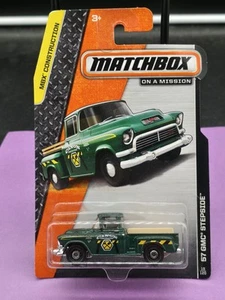 MBX CONSTRUCTION
3+
MATCHBOX
ON A MISSION
57 GMC® STEPSIDE™